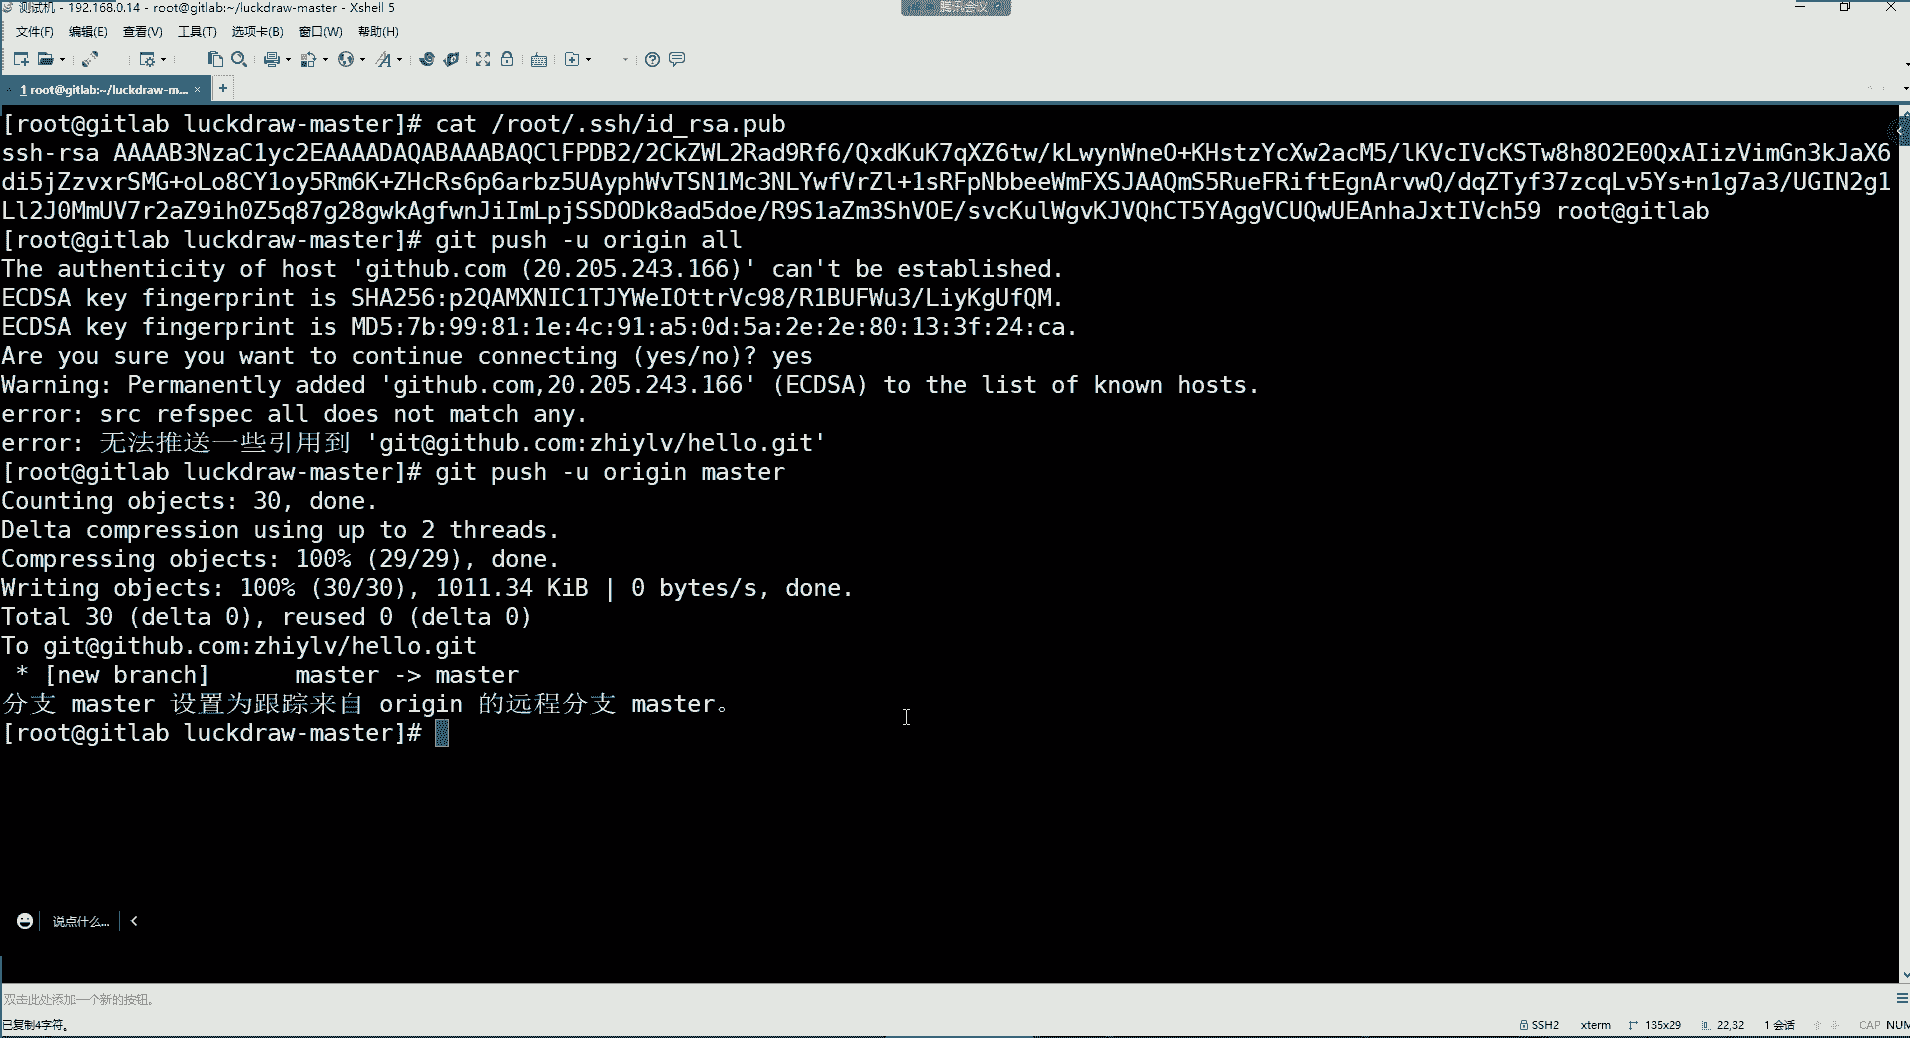 测试机 - 192.168.0.14 - root@gitlab:~/luckdraw-master - Xshell 5
腾讯会议
文件(F) 编辑(E) 查看(V) 工具(T) 选项卡(B) 窗口(W) 帮助(H)
1 root@gitlab:~/luckdraw-m... × +
[root@gitlab luckdraw-master]# cat /root/.ssh/id_rsa.pub
ssh-rsa AAAAB3NzaC1yc2EAAAADAQABAAABAQClFPDB2/2CkZWL2Rad9Rf6/QxdKuK7qXZ6tw/kLwynWneO+KHstzYcXw2acM5/lKVcIVcKSTw8h8O2E0QxAIizVimGn3kJaX6
di5jZzvxrSMG+oLo8CY1oy5Rm6K+ZHcRs6p6arbz5UAyphWvTSN1Mc3NLYwfVrZl+1sRFpNbbeeWmFXSJAAQmS5RueFRiftEgnArvwQ/dqZTyf37zcqLv5Ys+n1g7a3/UGIN2g1
Ll2J0MmUV7r2aZ9ih0Z5q87g28gwkAgfwnJiImLpjSSDODk8ad5doe/R9S1aZm3ShVOE/svcKulWgvKJVQhCT5YAggVCUQwUEAnhaJxtIVch59 root@gitlab
[root@gitlab luckdraw-master]# git push -u origin all
The authenticity of host 'github.com (20.205.243.166)' can't be established.
ECDSA key fingerprint is SHA256:p2QAMXNIC1TJYWeIOttrVc98/R1BUFWu3/LiyKgUfQM.
ECDSA key fingerprint is MD5:7b:99:81:1e:4c:91:a5:0d:5a:2e:2e:80:13:3f:24:ca.
Are you sure you want to continue connecting (yes/no)? yes
Warning: Permanently added 'github.com,20.205.243.166' (ECDSA) to the list of known hosts.
error: src refspec all does not match any.
error: 无法推送一些引用到 'git@github.com:zhiylv/hello.git'
[root@gitlab luckdraw-master]# git push -u origin master
Counting objects: 30, done.
Delta compression using up to 2 threads.
Compressing objects: 100% (29/29), done.
Writing objects: 100% (30/30), 1011.34 KiB | 0 bytes/s, done.
Total 30 (delta 0), reused 0 (delta 0)
To git@github.com:zhiylv/hello.git
 * [new branch]      master -> master
分支 master 设置为跟踪来自 origin 的远程分支 master。
[root@gitlab luckdraw-master]#
说点什么...
双击此处添加一个新的按钮。
已复制4字符。 SSH2 xterm 135x29 22,32 1 会话 CAP NUM